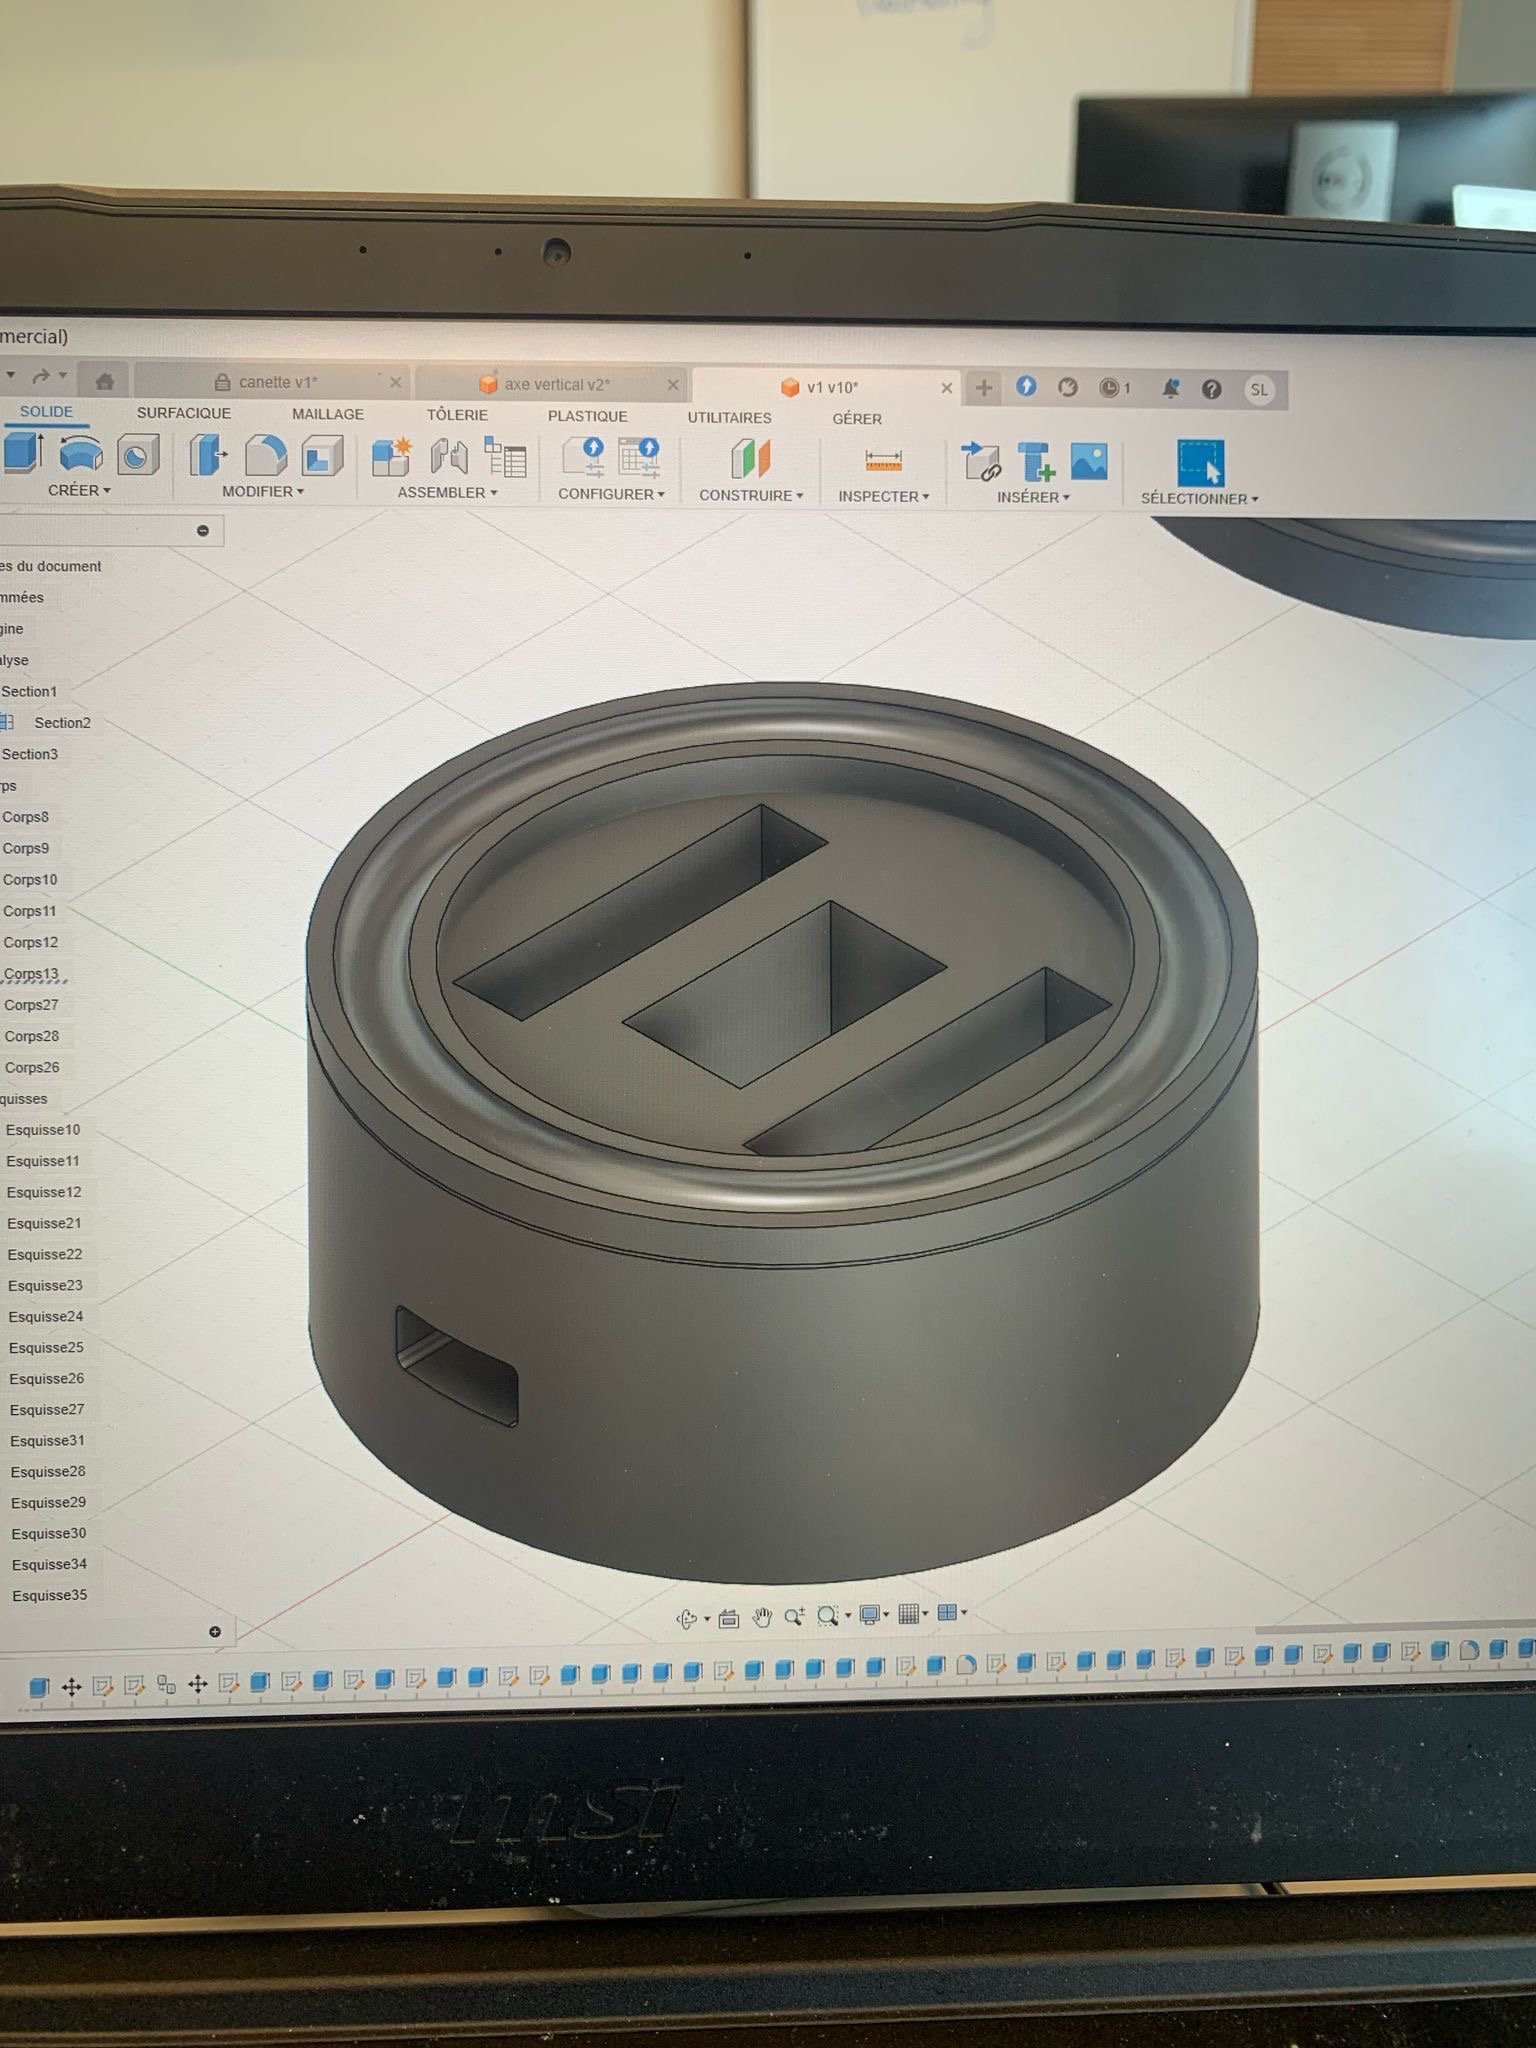 mercial)
canette v1*
axe vertical v2*
v1 v10*
1
SL
SOLIDE SURFACIQUE MAILLAGE TÔLERIE PLASTIQUE UTILITAIRES GÉRER
CRÉER MODIFIER ASSEMBLER CONFIGURER CONSTRUIRE INSPECTER INSÉRER SÉLECTIONNER
es du document
mmées
gine
alyse
Section1
Section2
Section3
rps
Corps8
Corps9
Corps10
Corps11
Corps12
Corps13
Corps27
Corps28
Corps26
quisses
Esquisse10
Esquisse11
Esquisse12
Esquisse21
Esquisse22
Esquisse23
Esquisse24
Esquisse25
Esquisse26
Esquisse27
Esquisse31
Esquisse28
Esquisse29
Esquisse30
Esquisse34
Esquisse35
msi